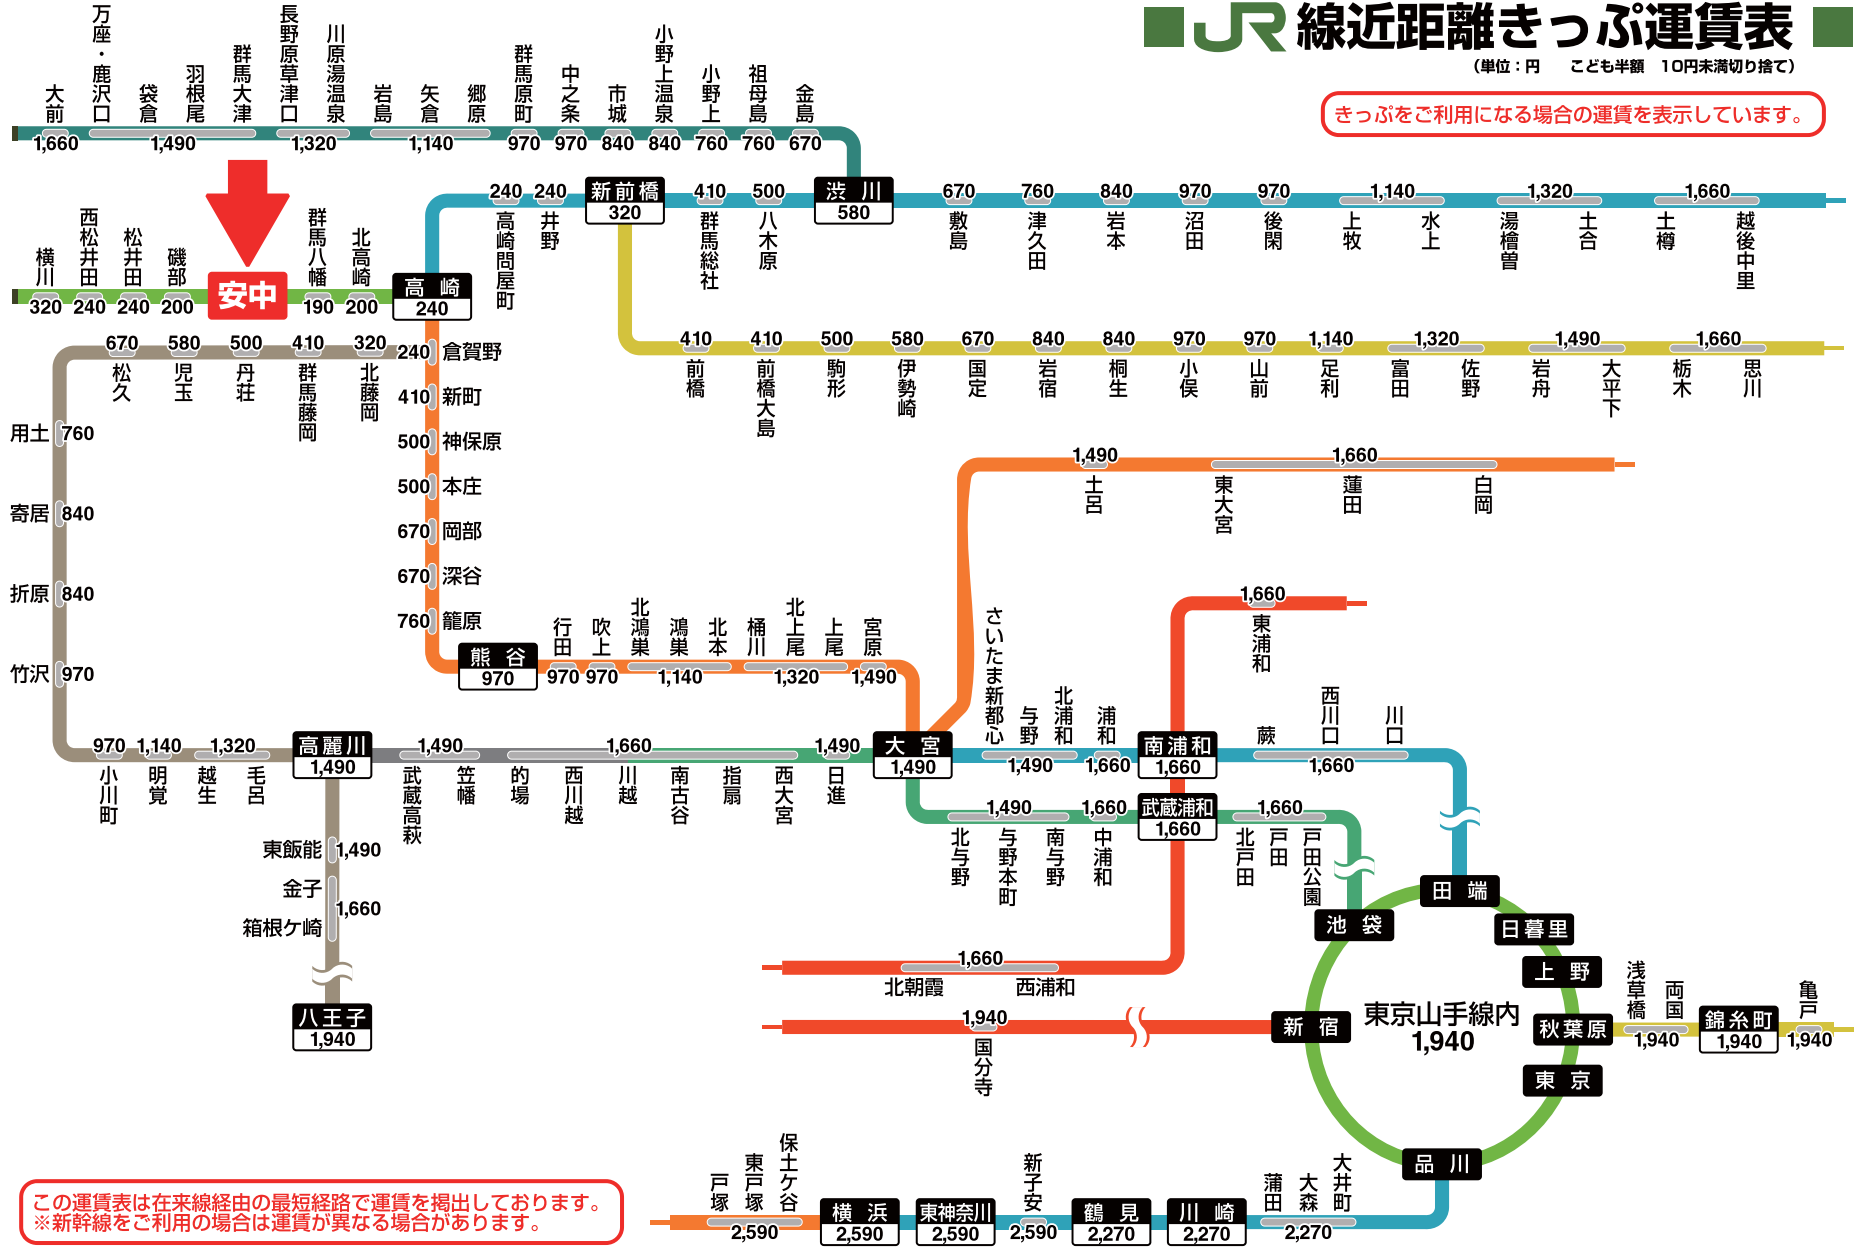 JR線近距離きっぷ運賃表
（単位：円　こども半額　10円未満切り捨て）
きっぷをご利用になる場合の運賃を表示しています。
大前
万座・鹿沢口
袋倉
羽根尾
群馬大津
長野原草津口
川原湯温泉
岩島
矢倉
郷原
群馬原町
中之条
市城
小野上温泉
小野上
祖母島
金島
1,660 1,490 1,320 1,140 970 970 840 840 760 760 670
240 240 新前橋 410 500 渋川 670 760 840 970 970 1,140 1,320 1,660
320 580
高崎問屋町
井野
群馬総社
八木原
敷島
津久田
岩本
沼田
後閑
上牧
水上
湯檜曽
土合
土樽
越後中里
横川
西松井田
松井田
磯部
安中
群馬八幡
北高崎
高崎
320 240 240 200 190 200 240
410 410 500 580 670 840 840 970 970 1,140 1,320 1,490 1,660
前橋
前橋大島
駒形
伊勢崎
国定
岩宿
桐生
小俣
山前
足利
富田
佐野
岩舟
大平下
栃木
思川
670 580 500 410 320
松久
児玉
丹荘
群馬藤岡
北藤岡
240 倉賀野
410 新町
500 神保原
500 本庄
670 岡部
670 深谷
760 籠原
用土 760
寄居 840
折原 840
竹沢 970
熊谷
970
行田
吹上
北鴻巣
鴻巣
北本
桶川
北上尾
上尾
宮原
970 970 1,140 1,320 1,490
1,490 1,660
土呂
東大宮
蓮田
白岡
1,660
東浦和
970 1,140 1,320 高麗川 1,490 1,660 1,490 大宮
1,490 1,490
小川町
明覚
越生
毛呂
武蔵高萩
笠幡
的場
西川越
川越
南古谷
指扇
西大宮
日進
さいたま新都心
与野
北浦和
浦和
南浦和
蕨
西川口
川口
1,490 1,660 1,660 1,660
1,490 1,660 武蔵浦和 1,660
1,660
北与野
与野本町
南与野
中浦和
北戸田
戸田
戸田公園
東飯能 1,490
金子
1,660
箱根ケ崎
八王子
1,940
1,660
北朝霞 西浦和
1,940
国分寺
田端
池袋
日暮里
上野
新宿
東京山手線内
1,940
秋葉原
東京
品川
浅草橋
両国
錦糸町
亀戸
1,940 1,940 1,940
戸塚
東戸塚
保土ケ谷
横浜
東神奈川
新子安
鶴見
川崎
蒲田
大森
大井町
2,590 2,590 2,590 2,590 2,270 2,270 2,270
この運賃表は在来線経由の最短経路で運賃を掲出しております。
※新幹線をご利用の場合は運賃が異なる場合があります。